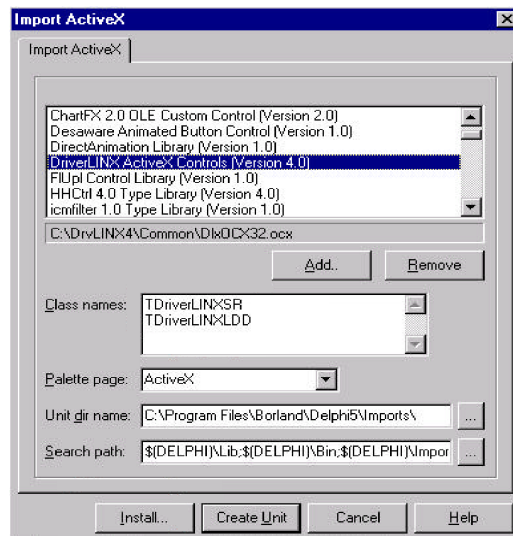 Import ActiveX
Import ActiveX
ChartFX 2.0 OLE Custom Control (Version 2.0)
Desaware Animated Button Control (Version 1.0)
DirectAnimation Library (Version 1.0)
DriverLINX ActiveX Controls (Version 4.0)
FlUpl Control Library (Version 1.0)
HHCtrl 4.0 Type Library (Version 4.0)
icmfilter 1.0 Type Library (Version 1.0)
C:\DrvLINX4\Common\DlxOCX32.ocx
Add.. Remove
Class names: TDriverLINXSR
TDriverLINXLDD
Palette page: ActiveX
Unit dir name: C:\Program Files\Borland\Delphi5\Imports\ ...
Search path: $(DELPHI)\Lib;$(DELPHI)\Bin;$(DELPHI)\Impor ...
Install... Create Unit Cancel Help